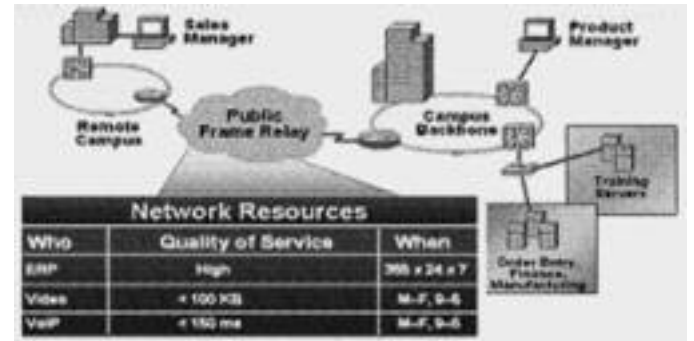 Sales
Manager
Product
Manager
Remote
Campus
Public
Frame Relay
Campus
Backbone
Training
Servers
Order Entry,
Finance,
Manufacturing
Network Resources
Who Quality of Service When
ERP High 365 x 24 x 7
Video < 100 KB M–F, 9–5
VoIP < 150 ms M–F, 9–5